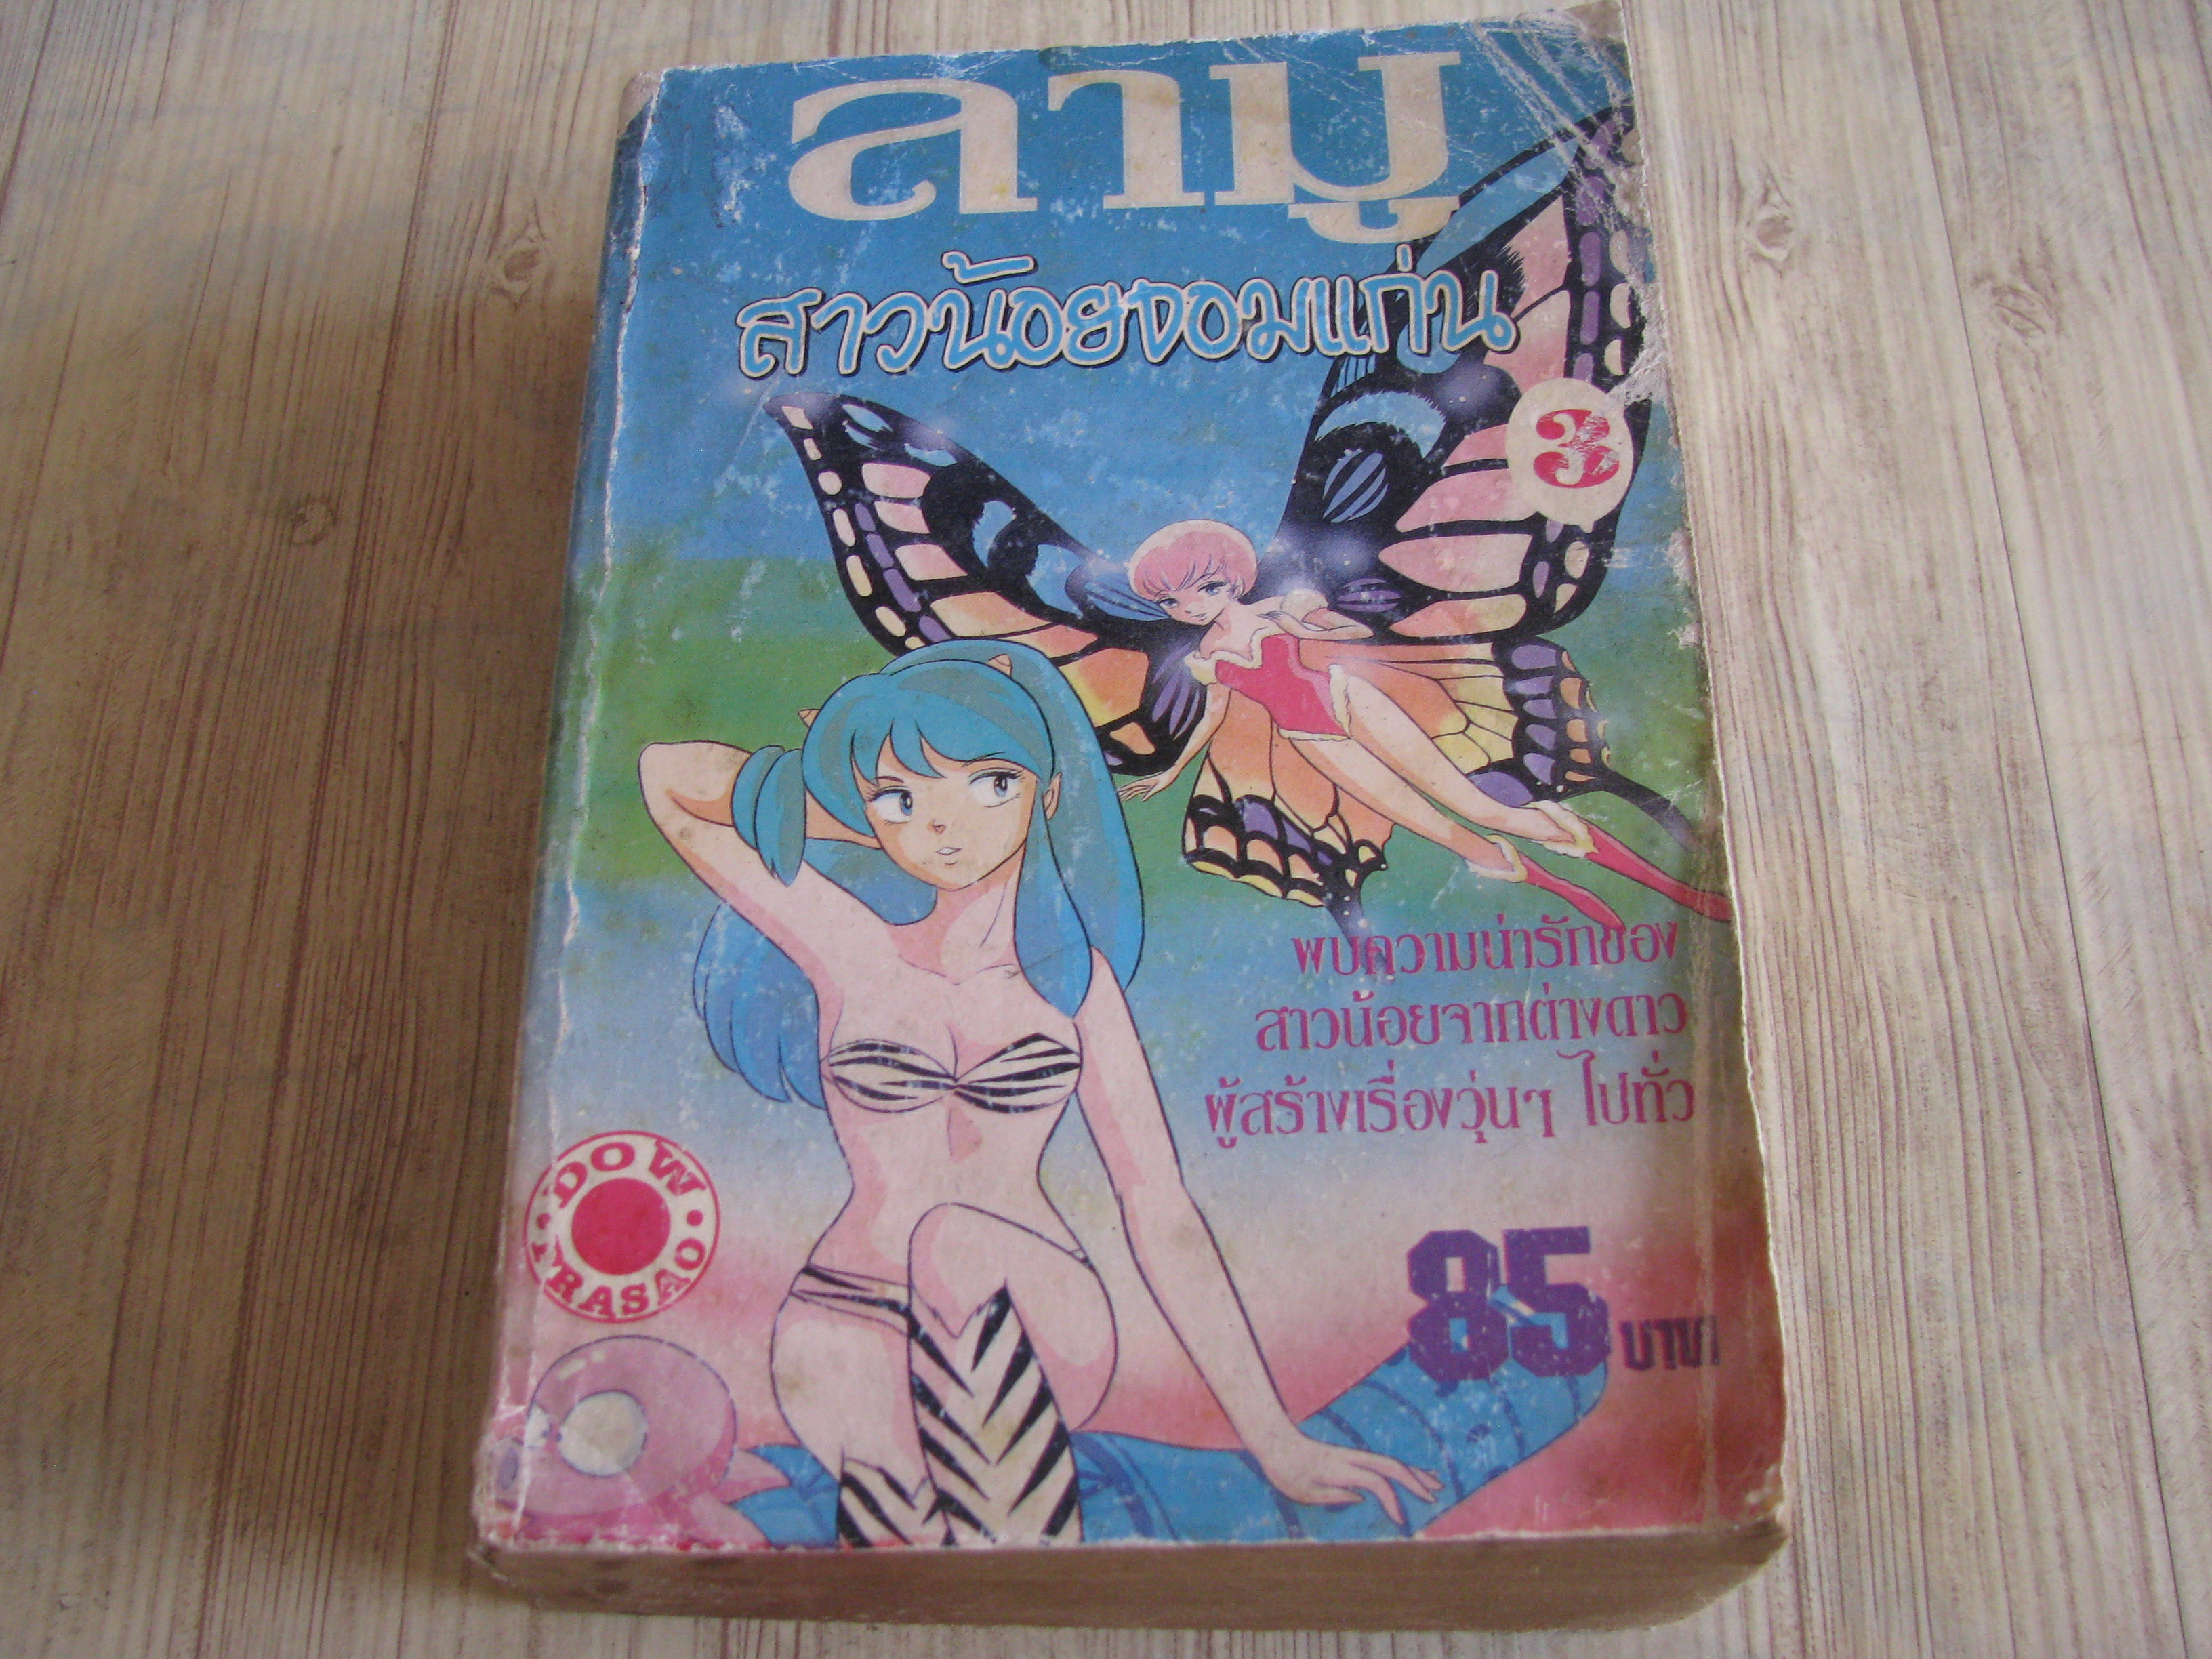 ลามู
สาวน้อยจอมแก่น
3
พบความน่ารักของ
สาวน้อยจากต่างดาว
ผู้สร้างเรื่องวุ่นๆ ไปทั่ว
DOW
PRASAO
85 บาท